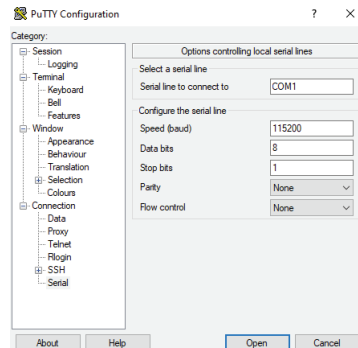 PuTTY Configuration ? ×
Category:
Session
Logging
Terminal
Keyboard
Bell
Features
Window
Appearance
Behaviour
Translation
Selection
Colours
Connection
Data
Proxy
Telnet
Rlogin
SSH
Serial
Options controlling local serial lines
Select a serial line
Serial line to connect to COM1
Configure the serial line
Speed (baud) 115200
Data bits 8
Stop bits 1
Parity None
Flow control None
About Help Open Cancel